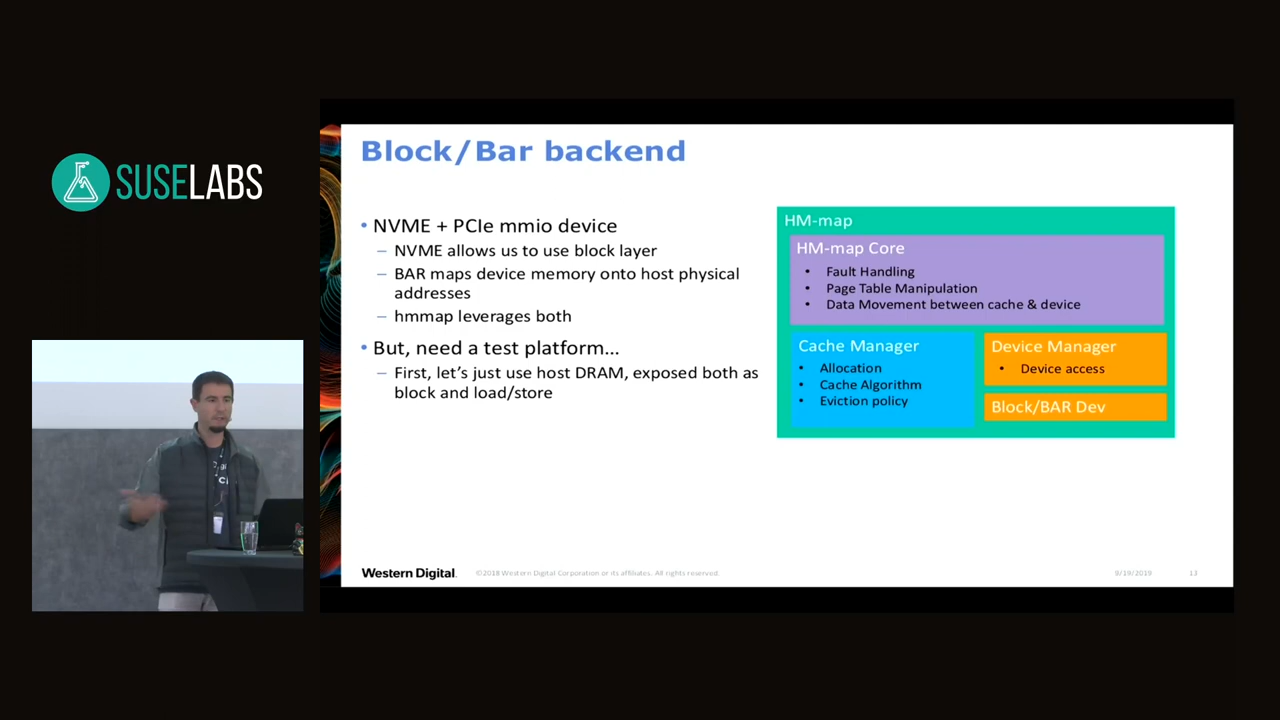 SUSELABS
Block/Bar backend
• NVME + PCIe mmio device
– NVME allows us to use block layer
– BAR maps device memory onto host physical
addresses
– hmmap leverages both
• But, need a test platform...
– First, let's just use host DRAM, exposed both as
block and load/store
HM-map
HM-map Core
• Fault Handling
• Page Table Manipulation
• Data Movement between cache & device
Cache Manager
• Allocation
• Cache Algorithm
• Eviction policy
Device Manager
• Device access
Block/BAR Dev
Western Digital.
©2018 Western Digital Corporation or its affiliates. All rights reserved.
9/19/2019
13